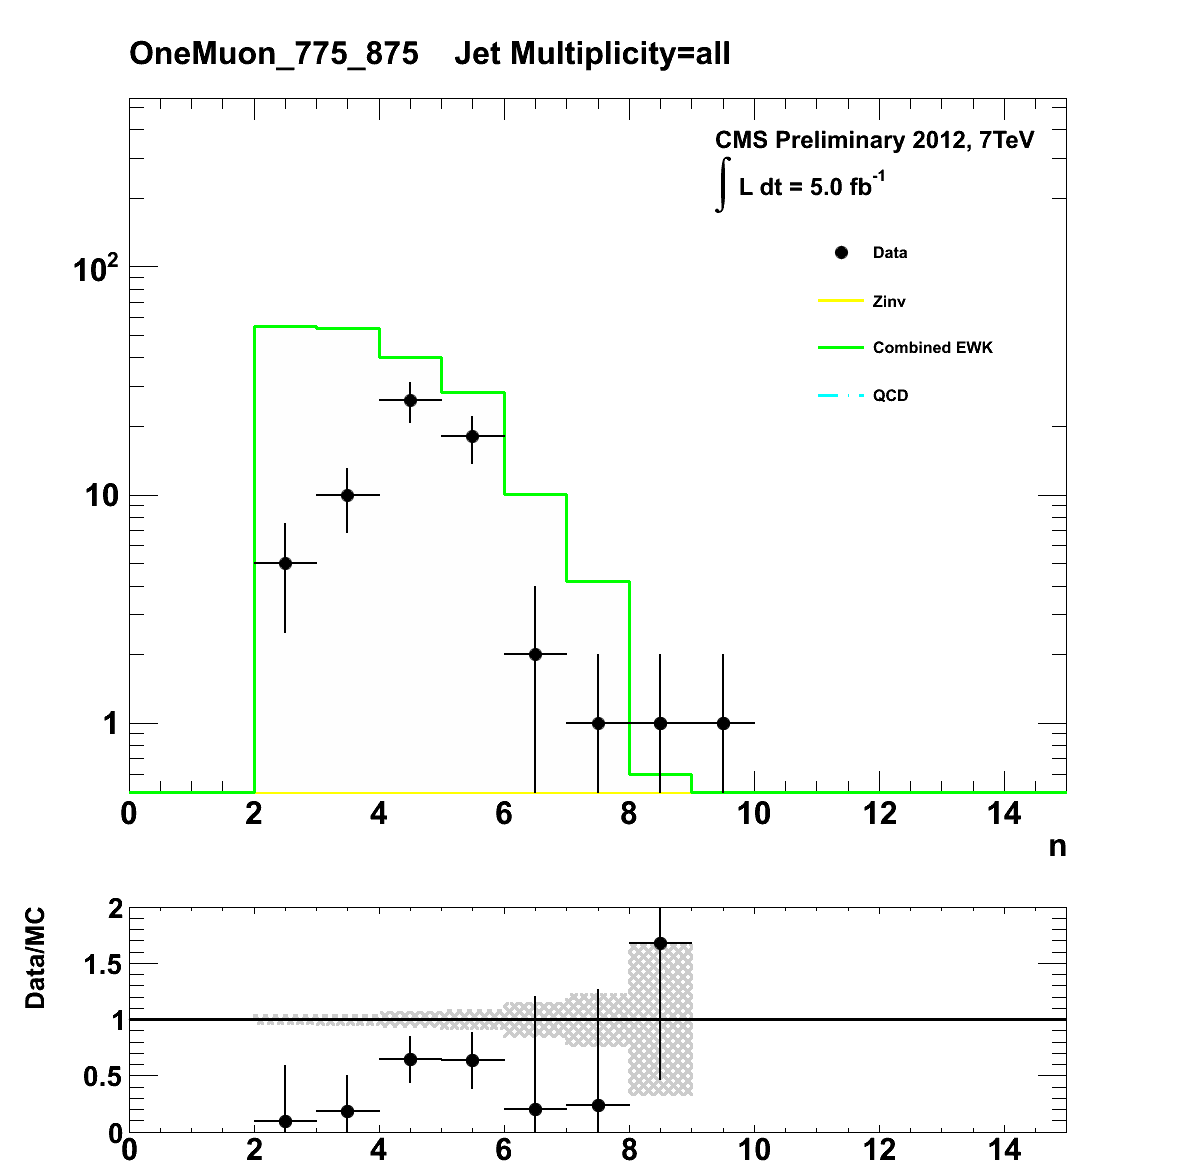 OneMuon_775_875 Jet Multiplicity=all
CMS Preliminary 2012, 7TeV
∫ L dt = 5.0 fb⁻¹
Data
Zinv
Combined EWK
QCD
10²
10
1
0 2 4 6 8 10 12 14
n
Data/MC
2
1.5
1
0.5
0
0 2 4 6 8 10 12 14